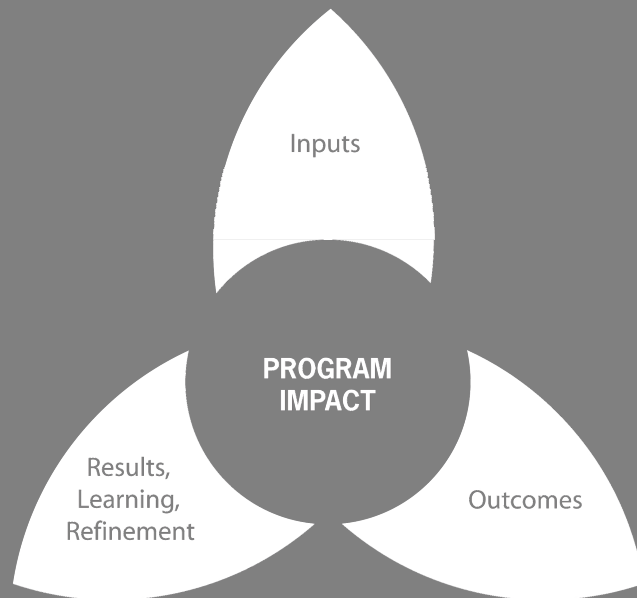 Inputs
PROGRAM
IMPACT
Results,
Learning,
Refinement
Outcomes